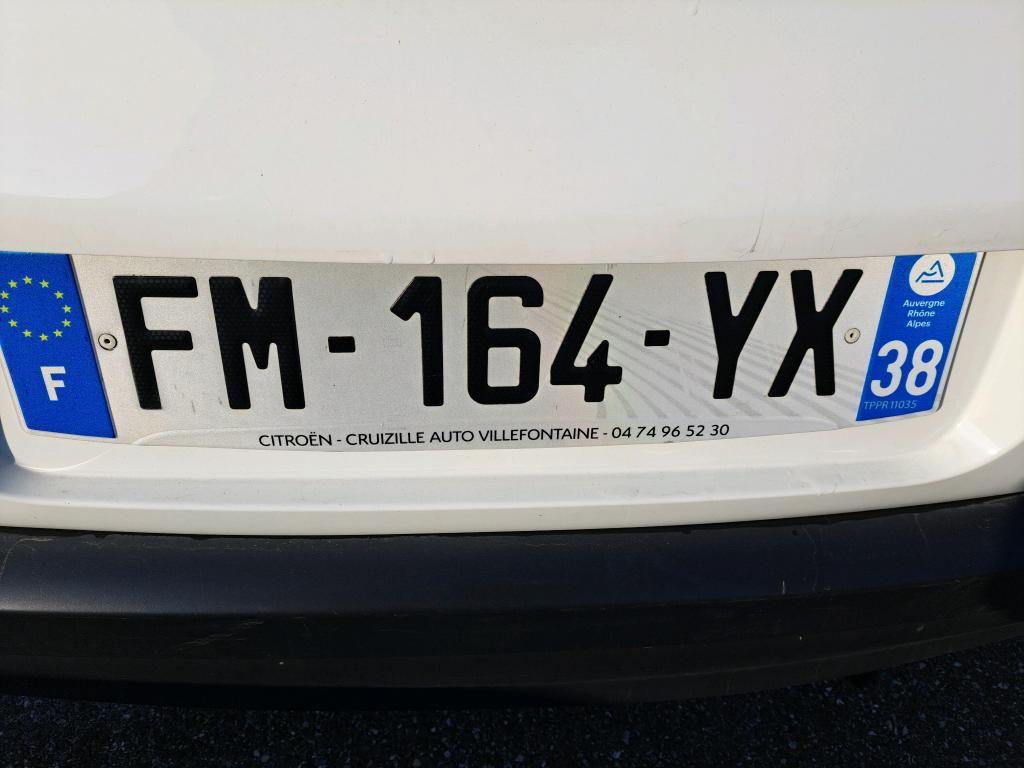 F
FM-164-YX
Auvergne
Rhône
Alpes
38
TPPR 11035
CITROËN - CRUIZILLE AUTO VILLEFONTAINE - 04 74 96 52 30